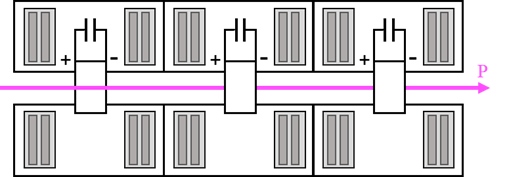 + - + - + -
P